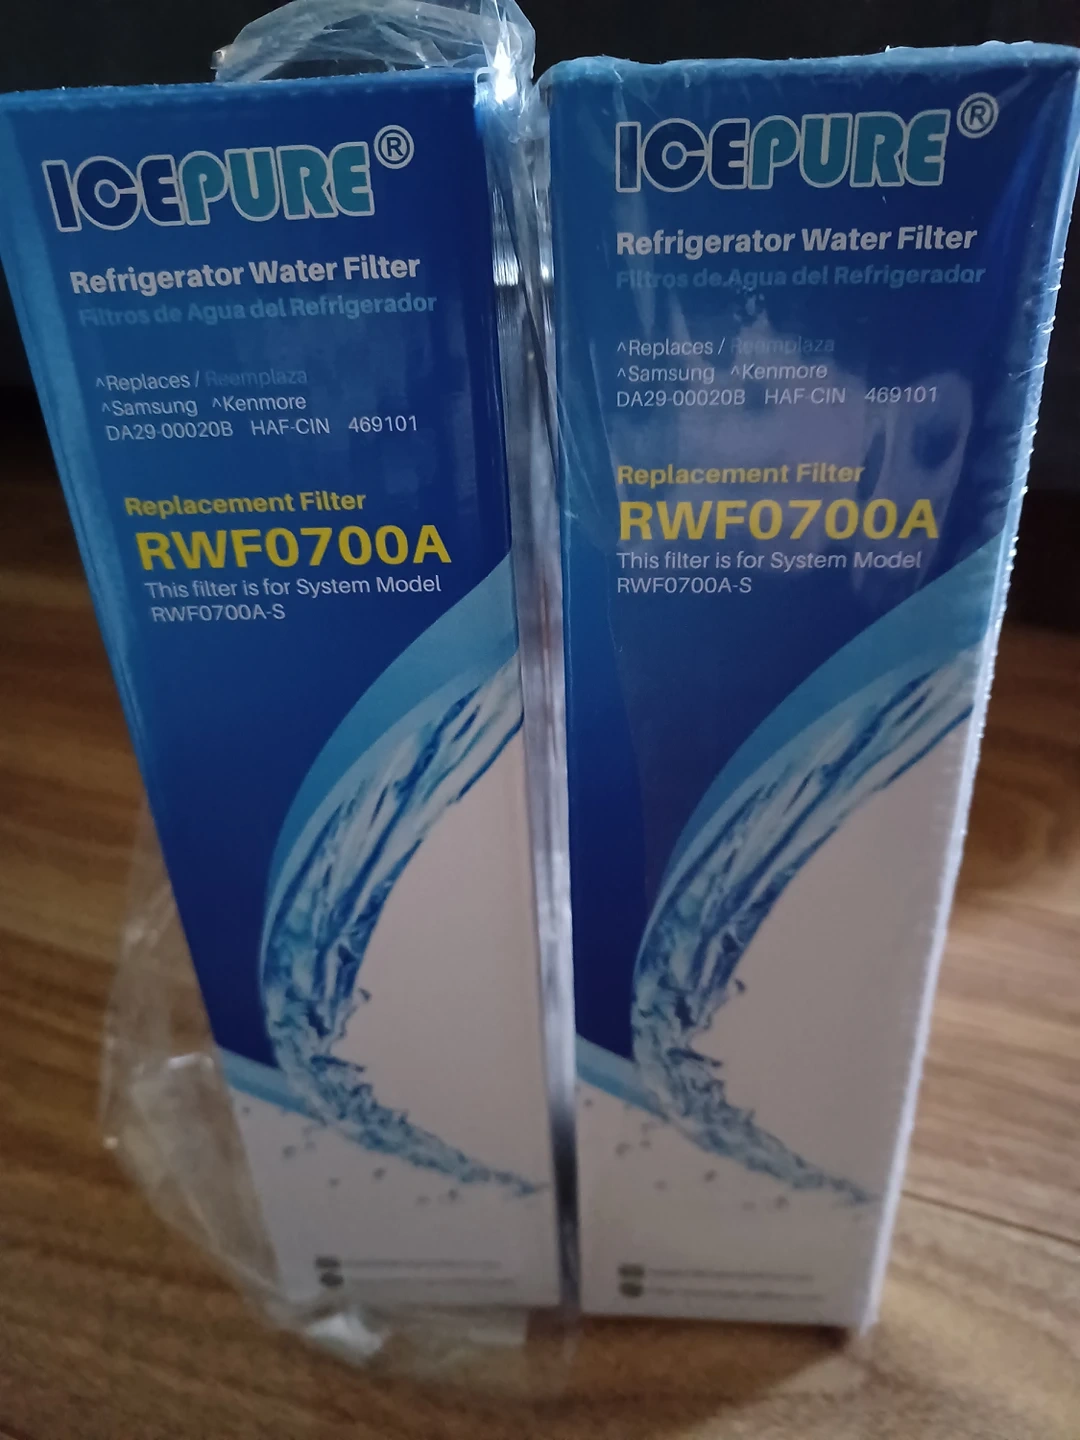 ICEPURE®
Refrigerator Water Filter
Filtros de Agua del Refrigerador
^Replaces / Reemplaza
^Samsung ^Kenmore
DA29-00020B HAF-CIN 469101
Replacement Filter
RWF0700A
This filter is for System Model
RWF0700A-S
ICEPURE®
Refrigerator Water Filter
Filtros de Agua del Refrigerador
^Replaces / Reemplaza
^Samsung ^Kenmore
DA29-00020B HAF-CIN 469101
Replacement Filter
RWF0700A
This filter is for System Model
RWF0700A-S